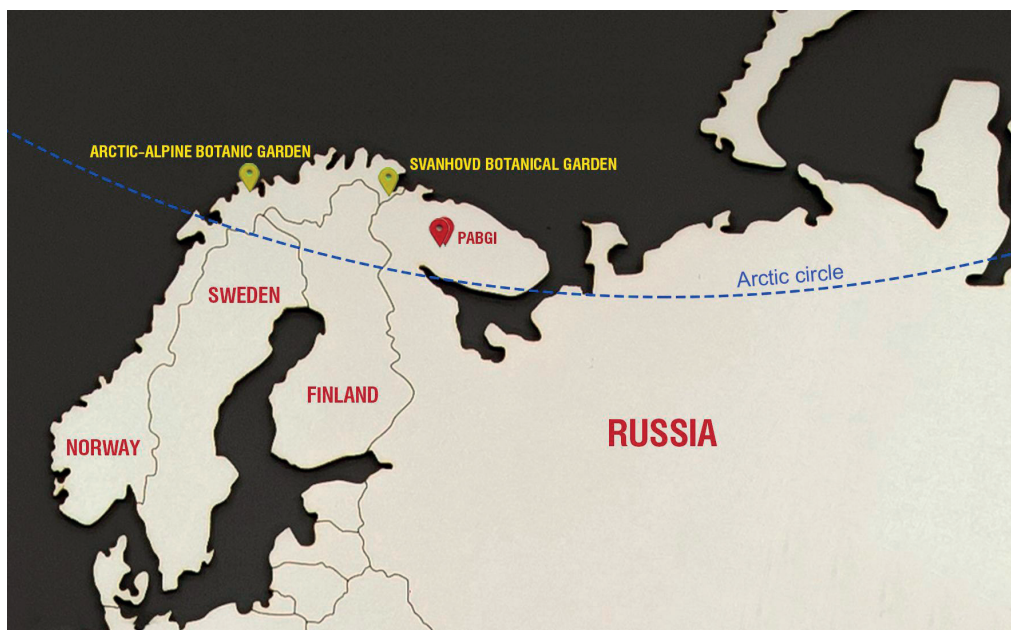 ARCTIC-ALPINE BOTANIC GARDEN
SVANHOVD BOTANICAL GARDEN
PABGI
Arctic circle
SWEDEN
FINLAND
RUSSIA
NORWAY